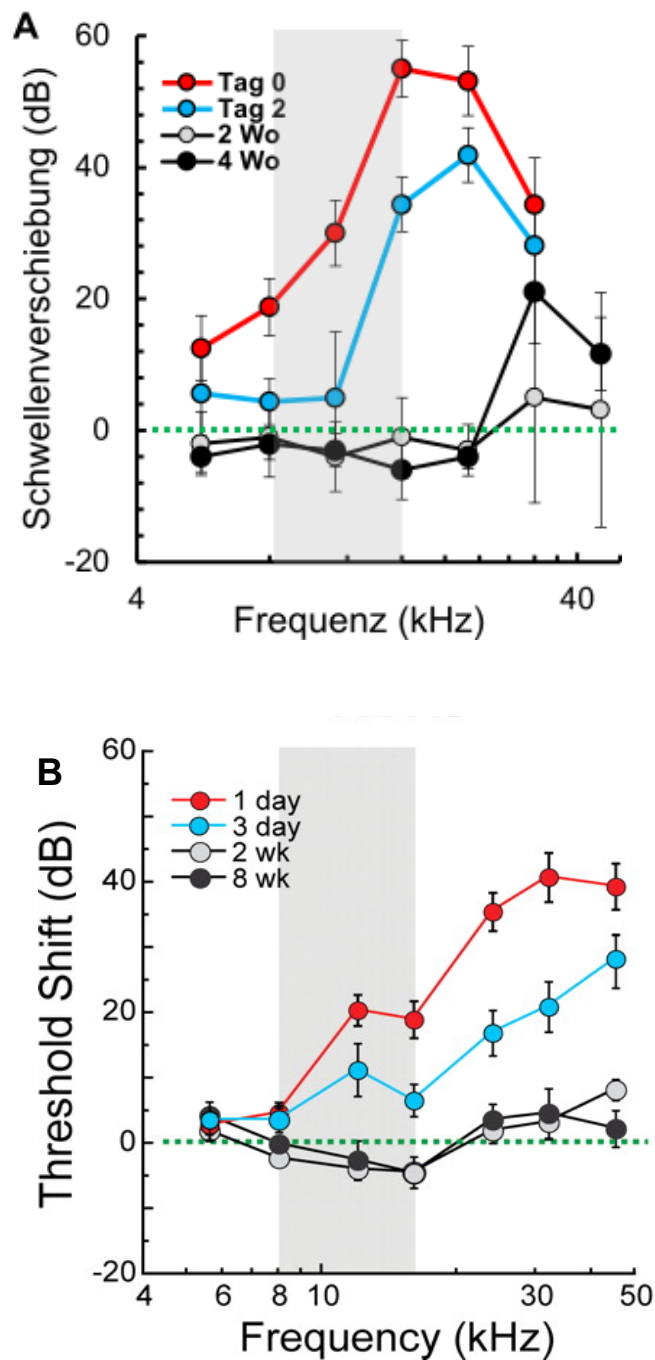 A
60
40
20
0
-20
Schwellenverschiebung (dB)
Tag 0
Tag 2
2 Wo
4 Wo
4
40
Frequenz (kHz)
B
60
40
20
0
-20
Threshold Shift (dB)
1 day
3 day
2 wk
8 wk
4
6
8
10
20
30
50
Frequency (kHz)